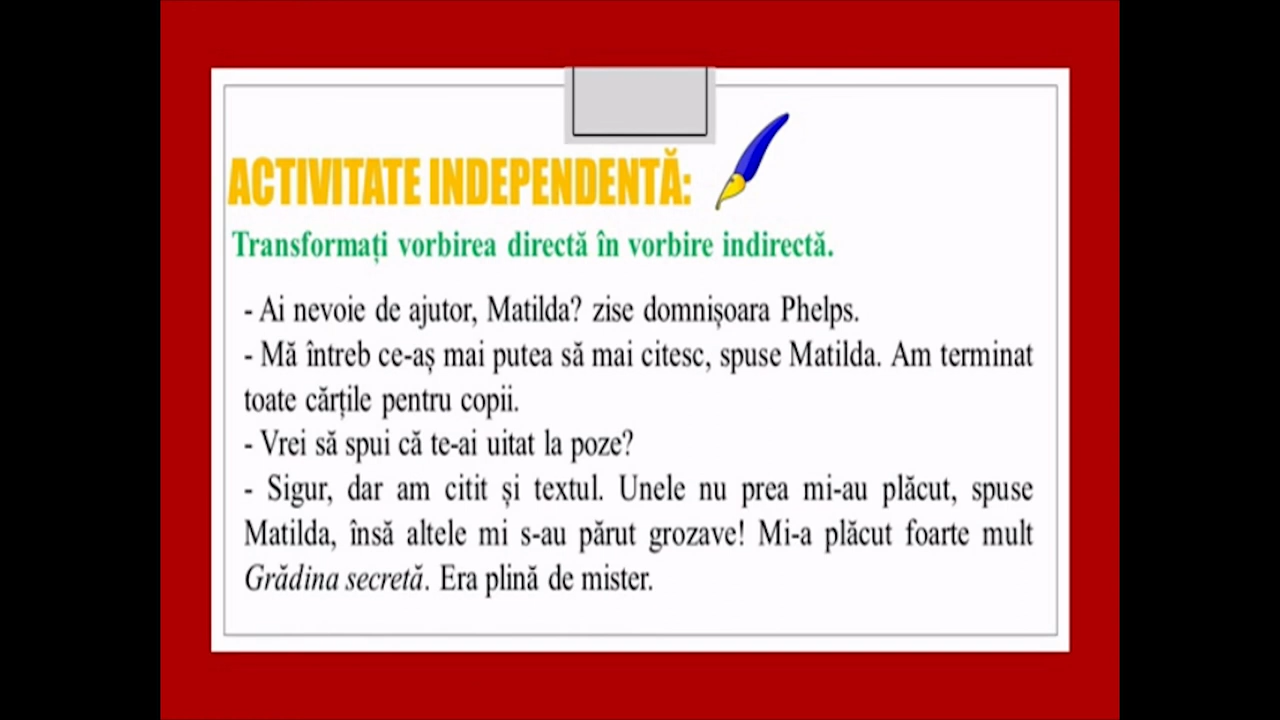 ACTIVITATE INDEPENDENTĂ:
Transformați vorbirea directă în vorbire indirectă.
- Ai nevoie de ajutor, Matilda? zise domnișoara Phelps.
- Mă întreb ce-aș mai putea să mai citesc, spuse Matilda. Am terminat
toate cărțile pentru copii.
- Vrei să spui că te-ai uitat la poze?
- Sigur, dar am citit și textul. Unele nu prea mi-au plăcut, spuse
Matilda, însă altele mi s-au părut grozave! Mi-a plăcut foarte mult
Grădina secretă. Era plină de mister.